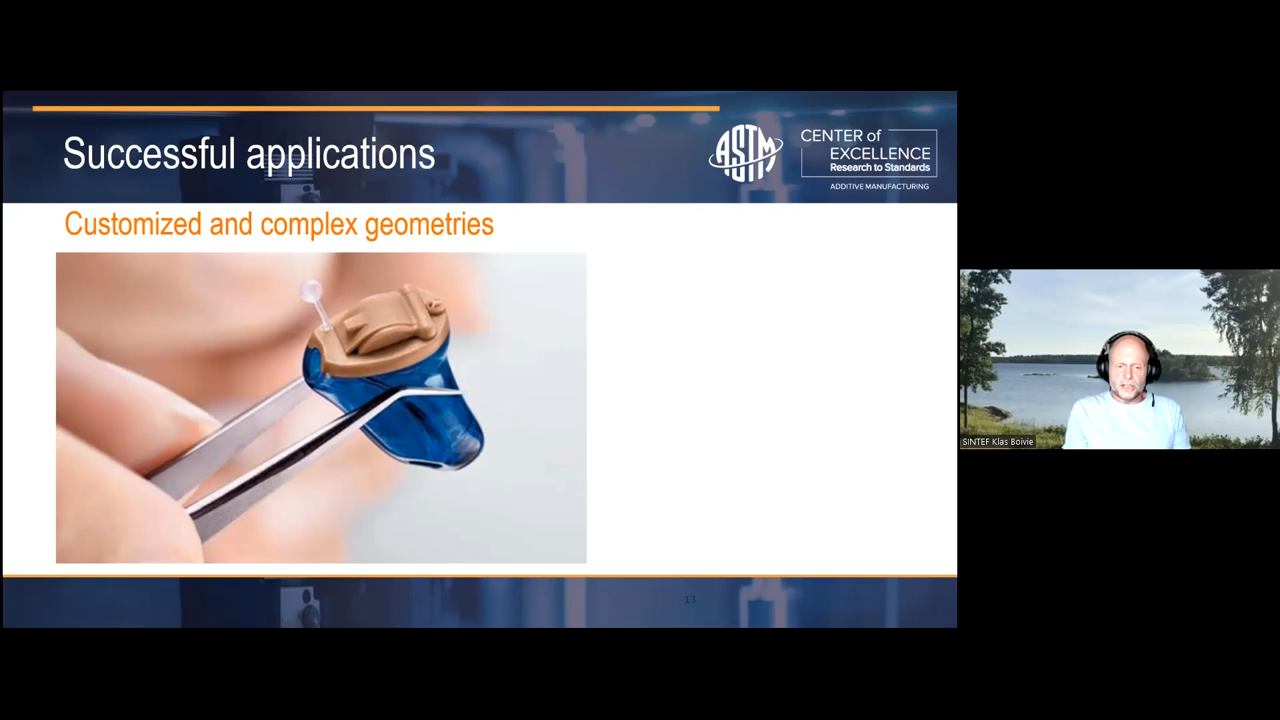 Successful applications
ASTM
CENTER of
EXCELLENCE
Research to Standards
ADDITIVE MANUFACTURING
Customized and complex geometries
SINTEF Klas Boivie
13